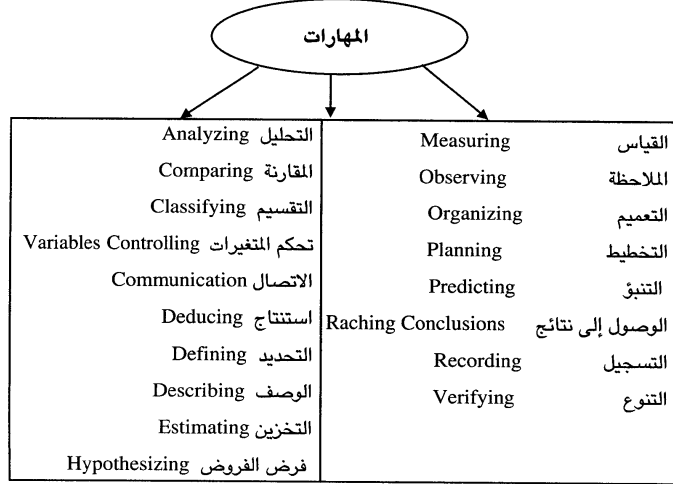 المهارات
القياس Measuring
الملاحظة Observing
التعميم Organizing
التخطيط Planning
التنبؤ Predicting
الوصول إلى نتائج Raching Conclusions
التسجيل Recording
التنوع Verifying
التحليل Analyzing
المقارنة Comparing
التقسيم Classifying
تحكم المتغيرات Variables Controlling
الاتصال Communication
استنتاج Deducing
التحديد Defining
الوصف Describing
التخزين Estimating
فرض الفروض Hypothesizing